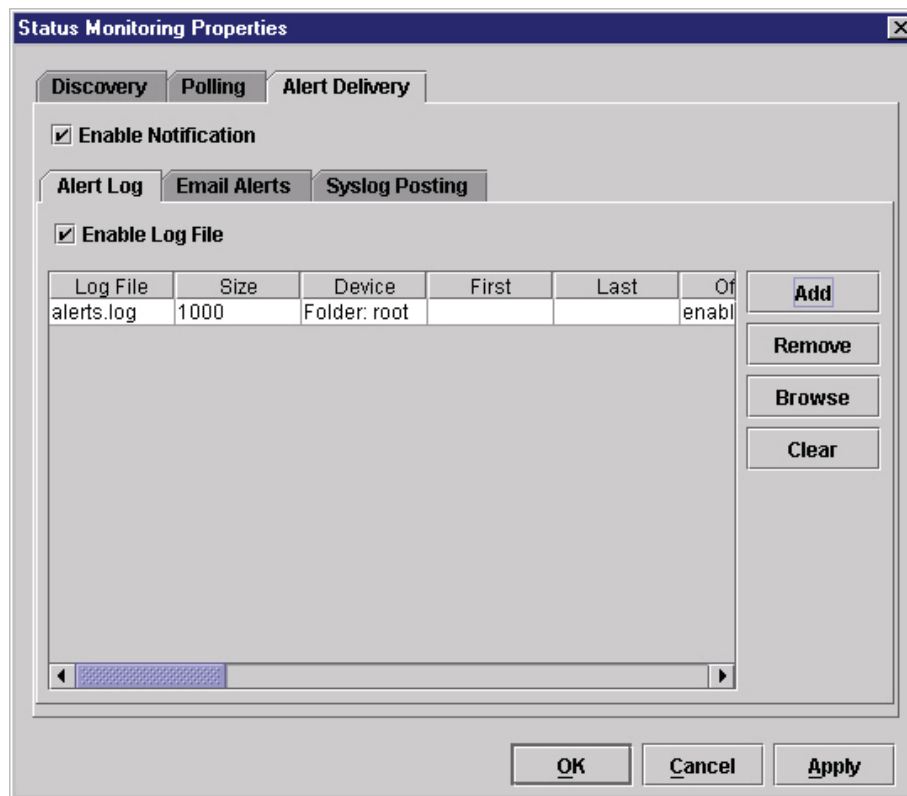 Status Monitoring Properties
Discovery Polling Alert Delivery
Enable Notification
Alert Log Email Alerts Syslog Posting
Enable Log File
Log File Size Device First Last Of
alerts.log 1000 Folder: root enabl
Add
Remove
Browse
Clear
OK Cancel Apply